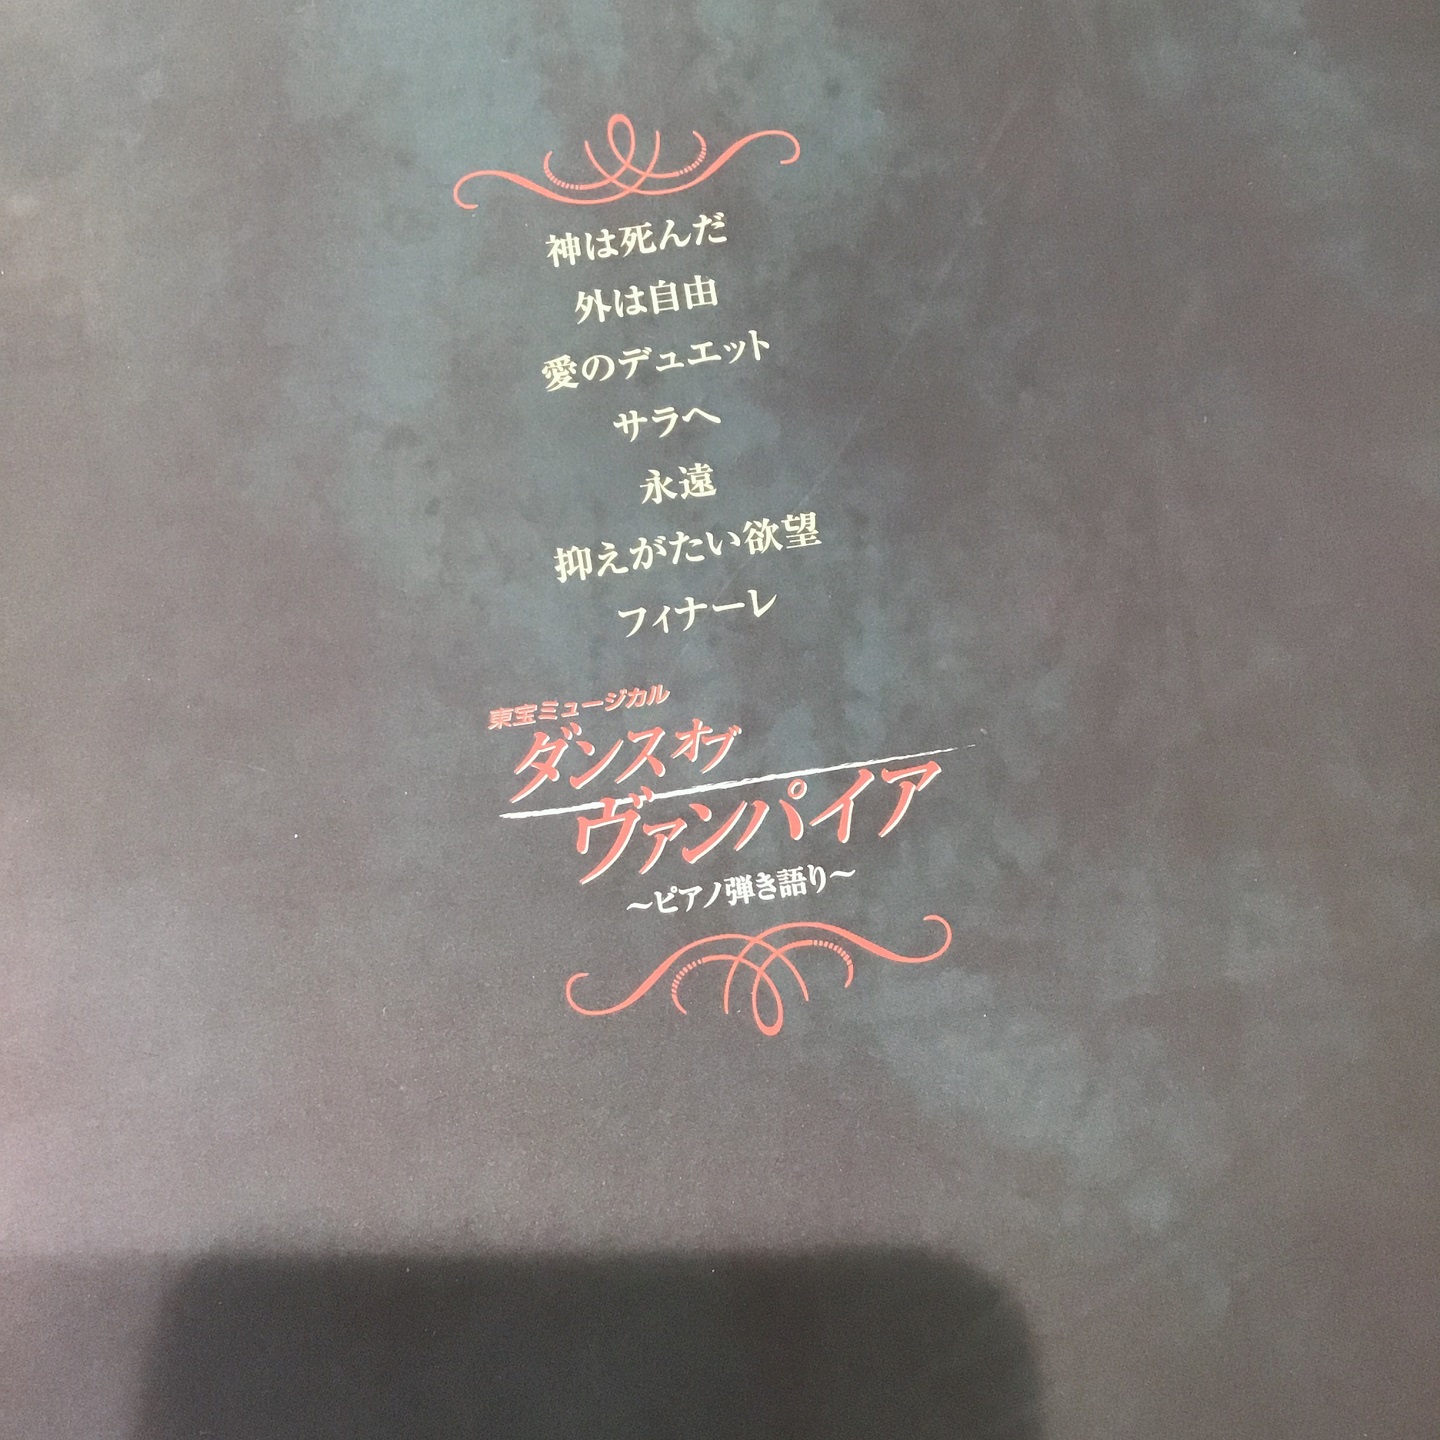 神は死んだ
外は自由
愛のデュエット
サラへ
永遠
抑えがたい欲望
フィナーレ
東宝ミュージカル
ダンスオブ
ヴァンパイア
～ピアノ弾き語り～